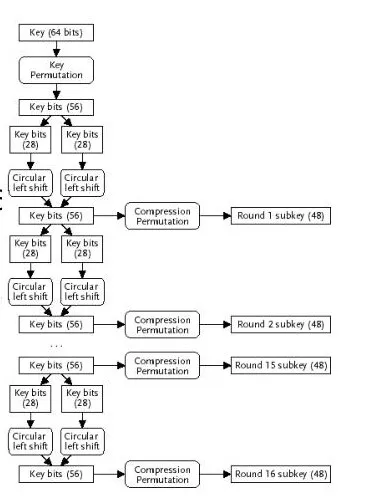 Key (64 bits)
Key
Permutation
Key bits (56)
Key bits
(28)
Key bits
(28)
Circular
left shift
Circular
left shift
Key bits (56)
Compression
Permutation
Round 1 subkey (48)
Key bits
(28)
Key bits
(28)
Circular
left shift
Circular
left shift
Key bits (56)
Compression
Permutation
Round 2 subkey (48)
...
Key bits (56)
Compression
Permutation
Round 15 subkey (48)
Key bits
(28)
Key bits
(28)
Circular
left shift
Circular
left shift
Key bits (56)
Compression
Permutation
Round 16 subkey (48)